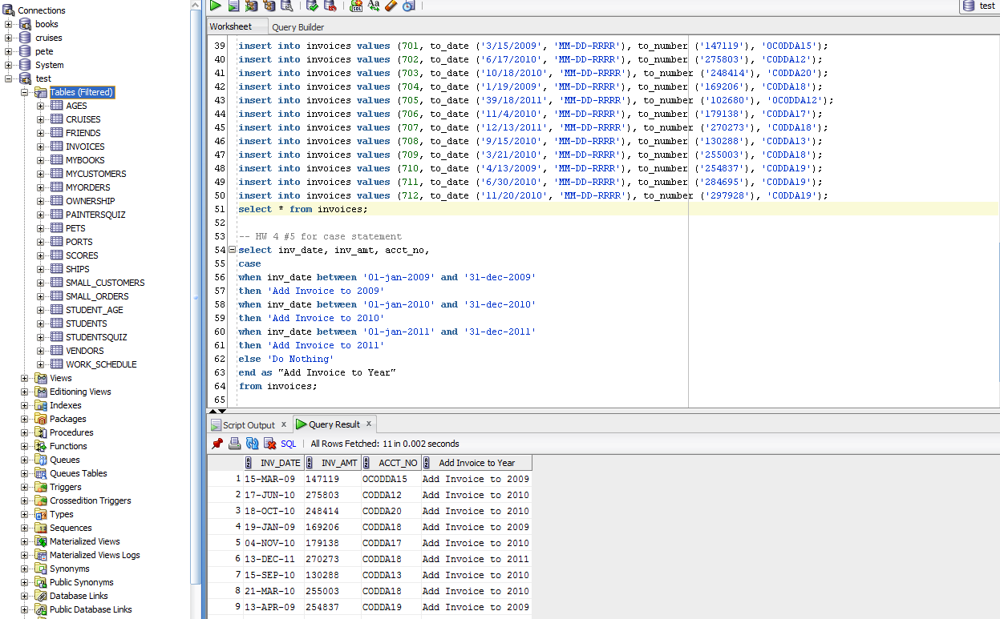 Connections
books
cruises
pete
System
test
Tables (Filtered)
AGES
CRUISES
FRIENDS
INVOICES
MYBOOKS
MYCUSTOMERS
MYORDERS
OWNERSHIP
PAINTERSQUIZ
PETS
PORTS
SCORES
SHIPS
SMALL_CUSTOMERS
SMALL_ORDERS
STUDENT_AGE
STUDENTS
STUDENTSQUIZ
VENDORS
WORK_SCHEDULE
Views
Editioning Views
Indexes
Packages
Procedures
Functions
Queues
Queues Tables
Triggers
Crossedition Triggers
Types
Sequences
Materialized Views
Materialized Views Logs
Synonyms
Public Synonyms
Database Links
Public Database Links
test
Worksheet Query Builder
39 insert into invoices values (701, to_date ('3/15/2009', 'MM-DD-RRRR'), to_number ('147119'), 'OCODDA15');
40 insert into invoices values (702, to_date ('6/17/2010', 'MM-DD-RRRR'), to_number ('275803'), 'CODDA12');
41 insert into invoices values (703, to_date ('10/18/2010', 'MM-DD-RRRR'), to_number ('248414'), 'CODDA20');
42 insert into invoices values (704, to_date ('1/19/2009', 'MM-DD-RRRR'), to_number ('169206'), 'CODDA18');
43 insert into invoices values (705, to_date ('39/18/2011', 'MM-DD-RRRR'), to_number ('102680'), 'OCODDA12');
44 insert into invoices values (706, to_date ('11/4/2010', 'MM-DD-RRRR'), to_number ('179138'), 'CODDA17');
45 insert into invoices values (707, to_date ('12/13/2011', 'MM-DD-RRRR'), to_number ('270273'), 'CODDA18');
46 insert into invoices values (708, to_date ('9/15/2010', 'MM-DD-RRRR'), to_number ('130288'), 'CODDA13');
47 insert into invoices values (709, to_date ('3/21/2010', 'MM-DD-RRRR'), to_number ('255003'), 'CODDA18');
48 insert into invoices values (710, to_date ('4/13/2009', 'MM-DD-RRRR'), to_number ('254837'), 'CODDA19');
49 insert into invoices values (711, to_date ('6/30/2010', 'MM-DD-RRRR'), to_number ('284695'), 'CODDA19');
50 insert into invoices values (712, to_date ('11/20/2010', 'MM-DD-RRRR'), to_number ('297928'), 'CODDA19');
51 select * from invoices;
52
53 -- HW 4 #5 for case statement
54 select inv_date, inv_amt, acct_no,
55 case
56 when inv_date between '01-jan-2009' and '31-dec-2009'
57 then 'Add Invoice to 2009'
58 when inv_date between '01-jan-2010' and '31-dec-2010'
59 then 'Add Invoice to 2010'
60 when inv_date between '01-jan-2011' and '31-dec-2011'
61 then 'Add Invoice to 2011'
62 else 'Do Nothing'
63 end as "Add Invoice to Year"
64 from invoices;
65
Script Output x Query Result x
SQL | All Rows Fetched: 11 in 0.002 seconds
INV_DATE INV_AMT ACCT_NO Add Invoice to Year
1 15-MAR-09 147119 OCODDA15 Add Invoice to 2009
2 17-JUN-10 275803 CODDA12 Add Invoice to 2010
3 18-OCT-10 248414 CODDA20 Add Invoice to 2010
4 19-JAN-09 169206 CODDA18 Add Invoice to 2009
5 04-NOV-10 179138 CODDA17 Add Invoice to 2010
6 13-DEC-11 270273 CODDA18 Add Invoice to 2011
7 15-SEP-10 130288 CODDA13 Add Invoice to 2010
8 21-MAR-10 255003 CODDA18 Add Invoice to 2010
9 13-APR-09 254837 CODDA19 Add Invoice to 2009